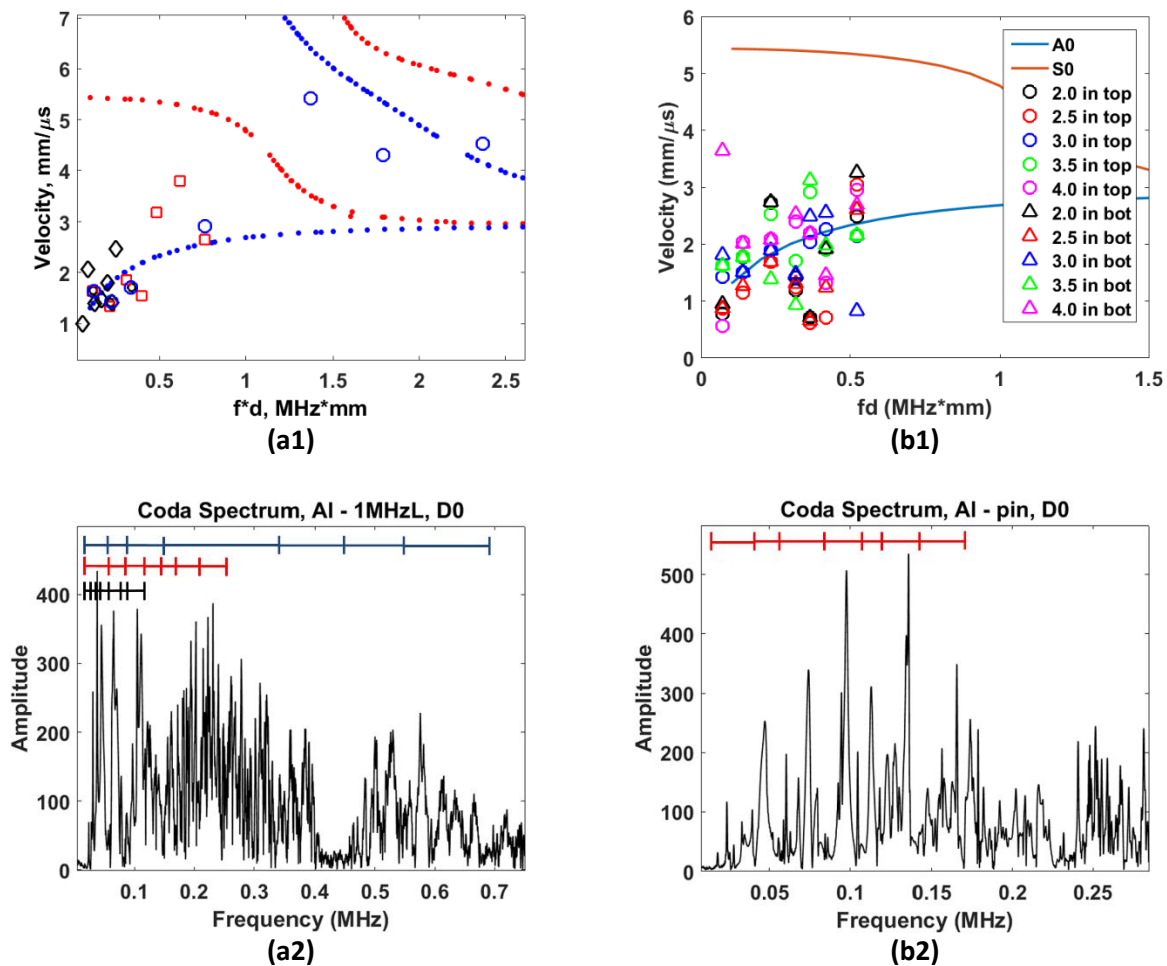 7
6
5
4
3
2
1
Velocity, mm/μs
0.5
1
1.5
2
2.5
f*d, MHz*mm
(a1)
6
5
4
3
2
1
0
Velocity (mm/μs)
0
0.5
1
1.5
fd (MHz*mm)
A0
S0
2.0 in top
2.5 in top
3.0 in top
3.5 in top
4.0 in top
2.0 in bot
2.5 in bot
3.0 in bot
3.5 in bot
4.0 in bot
(b1)
Coda Spectrum, Al - 1MHzL, D0
400
300
200
100
0
Amplitude
0.1
0.2
0.3
0.4
0.5
0.6
0.7
Frequency (MHz)
(a2)
Coda Spectrum, Al - pin, D0
500
400
300
200
100
0
Amplitude
0.05
0.1
0.15
0.2
0.25
Frequency (MHz)
(b2)